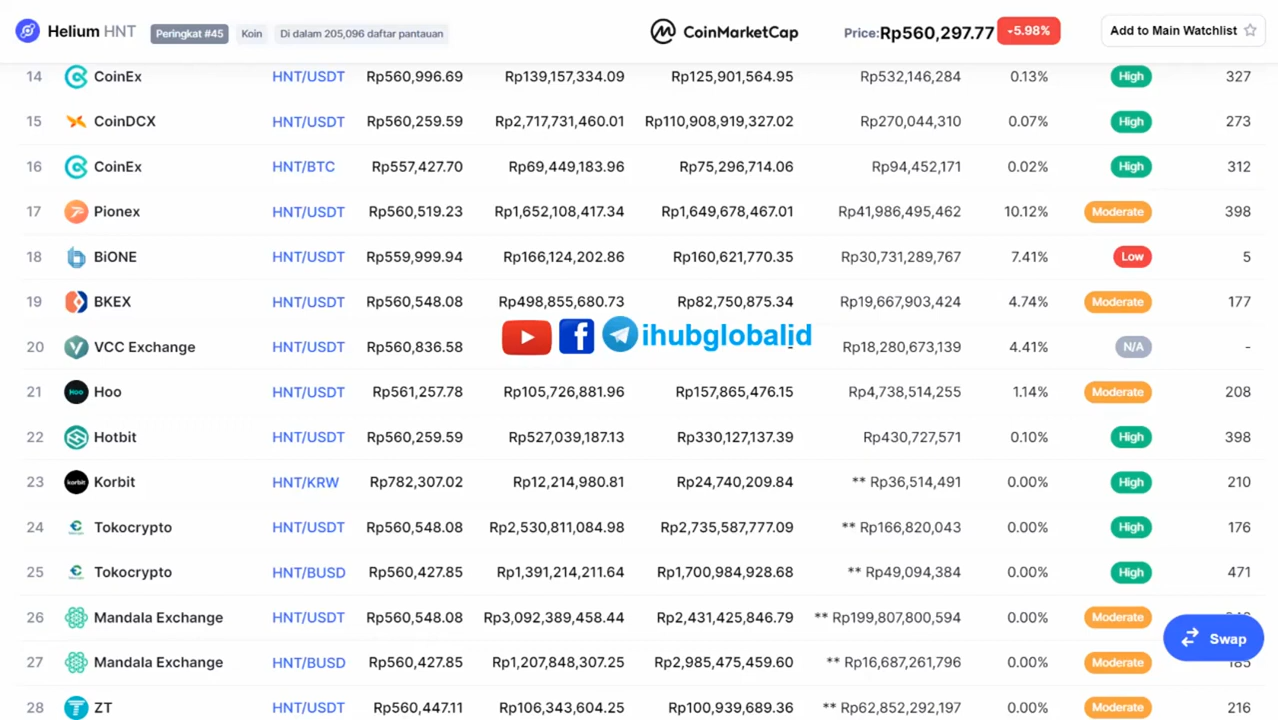 Helium HNT Peringkat #45 Koin Di dalam 205,096 daftar pantauan CoinMarketCap Price:Rp560,297.77 -5.98% Add to Main Watchlist
14 CoinEx HNT/USDT Rp560,996.69 Rp139,157,334.09 Rp125,901,564.95 Rp532,146,284 0.13% High 327
15 CoinDCX HNT/USDT Rp560,259.59 Rp2,717,731,460.01 Rp110,908,919,327.02 Rp270,044,310 0.07% High 273
16 CoinEx HNT/BTC Rp557,427.70 Rp69,449,183.96 Rp75,296,714.06 Rp94,452,171 0.02% High 312
17 Pionex HNT/USDT Rp560,519.23 Rp1,652,108,417.34 Rp1,649,678,467.01 Rp41,986,495,462 10.12% Moderate 398
18 BiONE HNT/USDT Rp559,999.94 Rp166,124,202.86 Rp160,621,770.35 Rp30,731,289,767 7.41% Low 5
19 BKEX HNT/USDT Rp560,548.08 Rp498,855,680.73 Rp82,750,875.34 Rp19,667,903,424 4.74% Moderate 177
ihubglobalid
20 VCC Exchange HNT/USDT Rp560,836.58 - Rp18,280,673,139 4.41% N/A -
21 Hoo HNT/USDT Rp561,257.78 Rp105,726,881.96 Rp157,865,476.15 Rp4,738,514,255 1.14% Moderate 208
22 Hotbit HNT/USDT Rp560,259.59 Rp527,039,187.13 Rp330,127,137.39 Rp430,727,571 0.10% High 398
23 korbit Korbit HNT/KRW Rp782,307.02 Rp12,214,980.81 Rp24,740,209.84 ** Rp36,514,491 0.00% High 210
24 Tokocrypto HNT/USDT Rp560,548.08 Rp2,530,811,084.98 Rp2,735,587,777.09 ** Rp166,820,043 0.00% High 176
25 Tokocrypto HNT/BUSD Rp560,427.85 Rp1,391,214,211.64 Rp1,700,984,928.68 ** Rp49,094,384 0.00% High 471
26 Mandala Exchange HNT/USDT Rp560,548.08 Rp3,092,389,458.44 Rp2,431,425,846.79 ** Rp199,807,800,594 0.00% Moderate
Swap
27 Mandala Exchange HNT/BUSD Rp560,427.85 Rp1,207,848,307.25 Rp2,985,475,459.60 ** Rp16,687,261,796 0.00% Moderate 185
28 ZT HNT/USDT Rp560,447.11 Rp106,343,604.25 Rp100,939,689.36 ** Rp62,852,292,197 0.00% Moderate 216